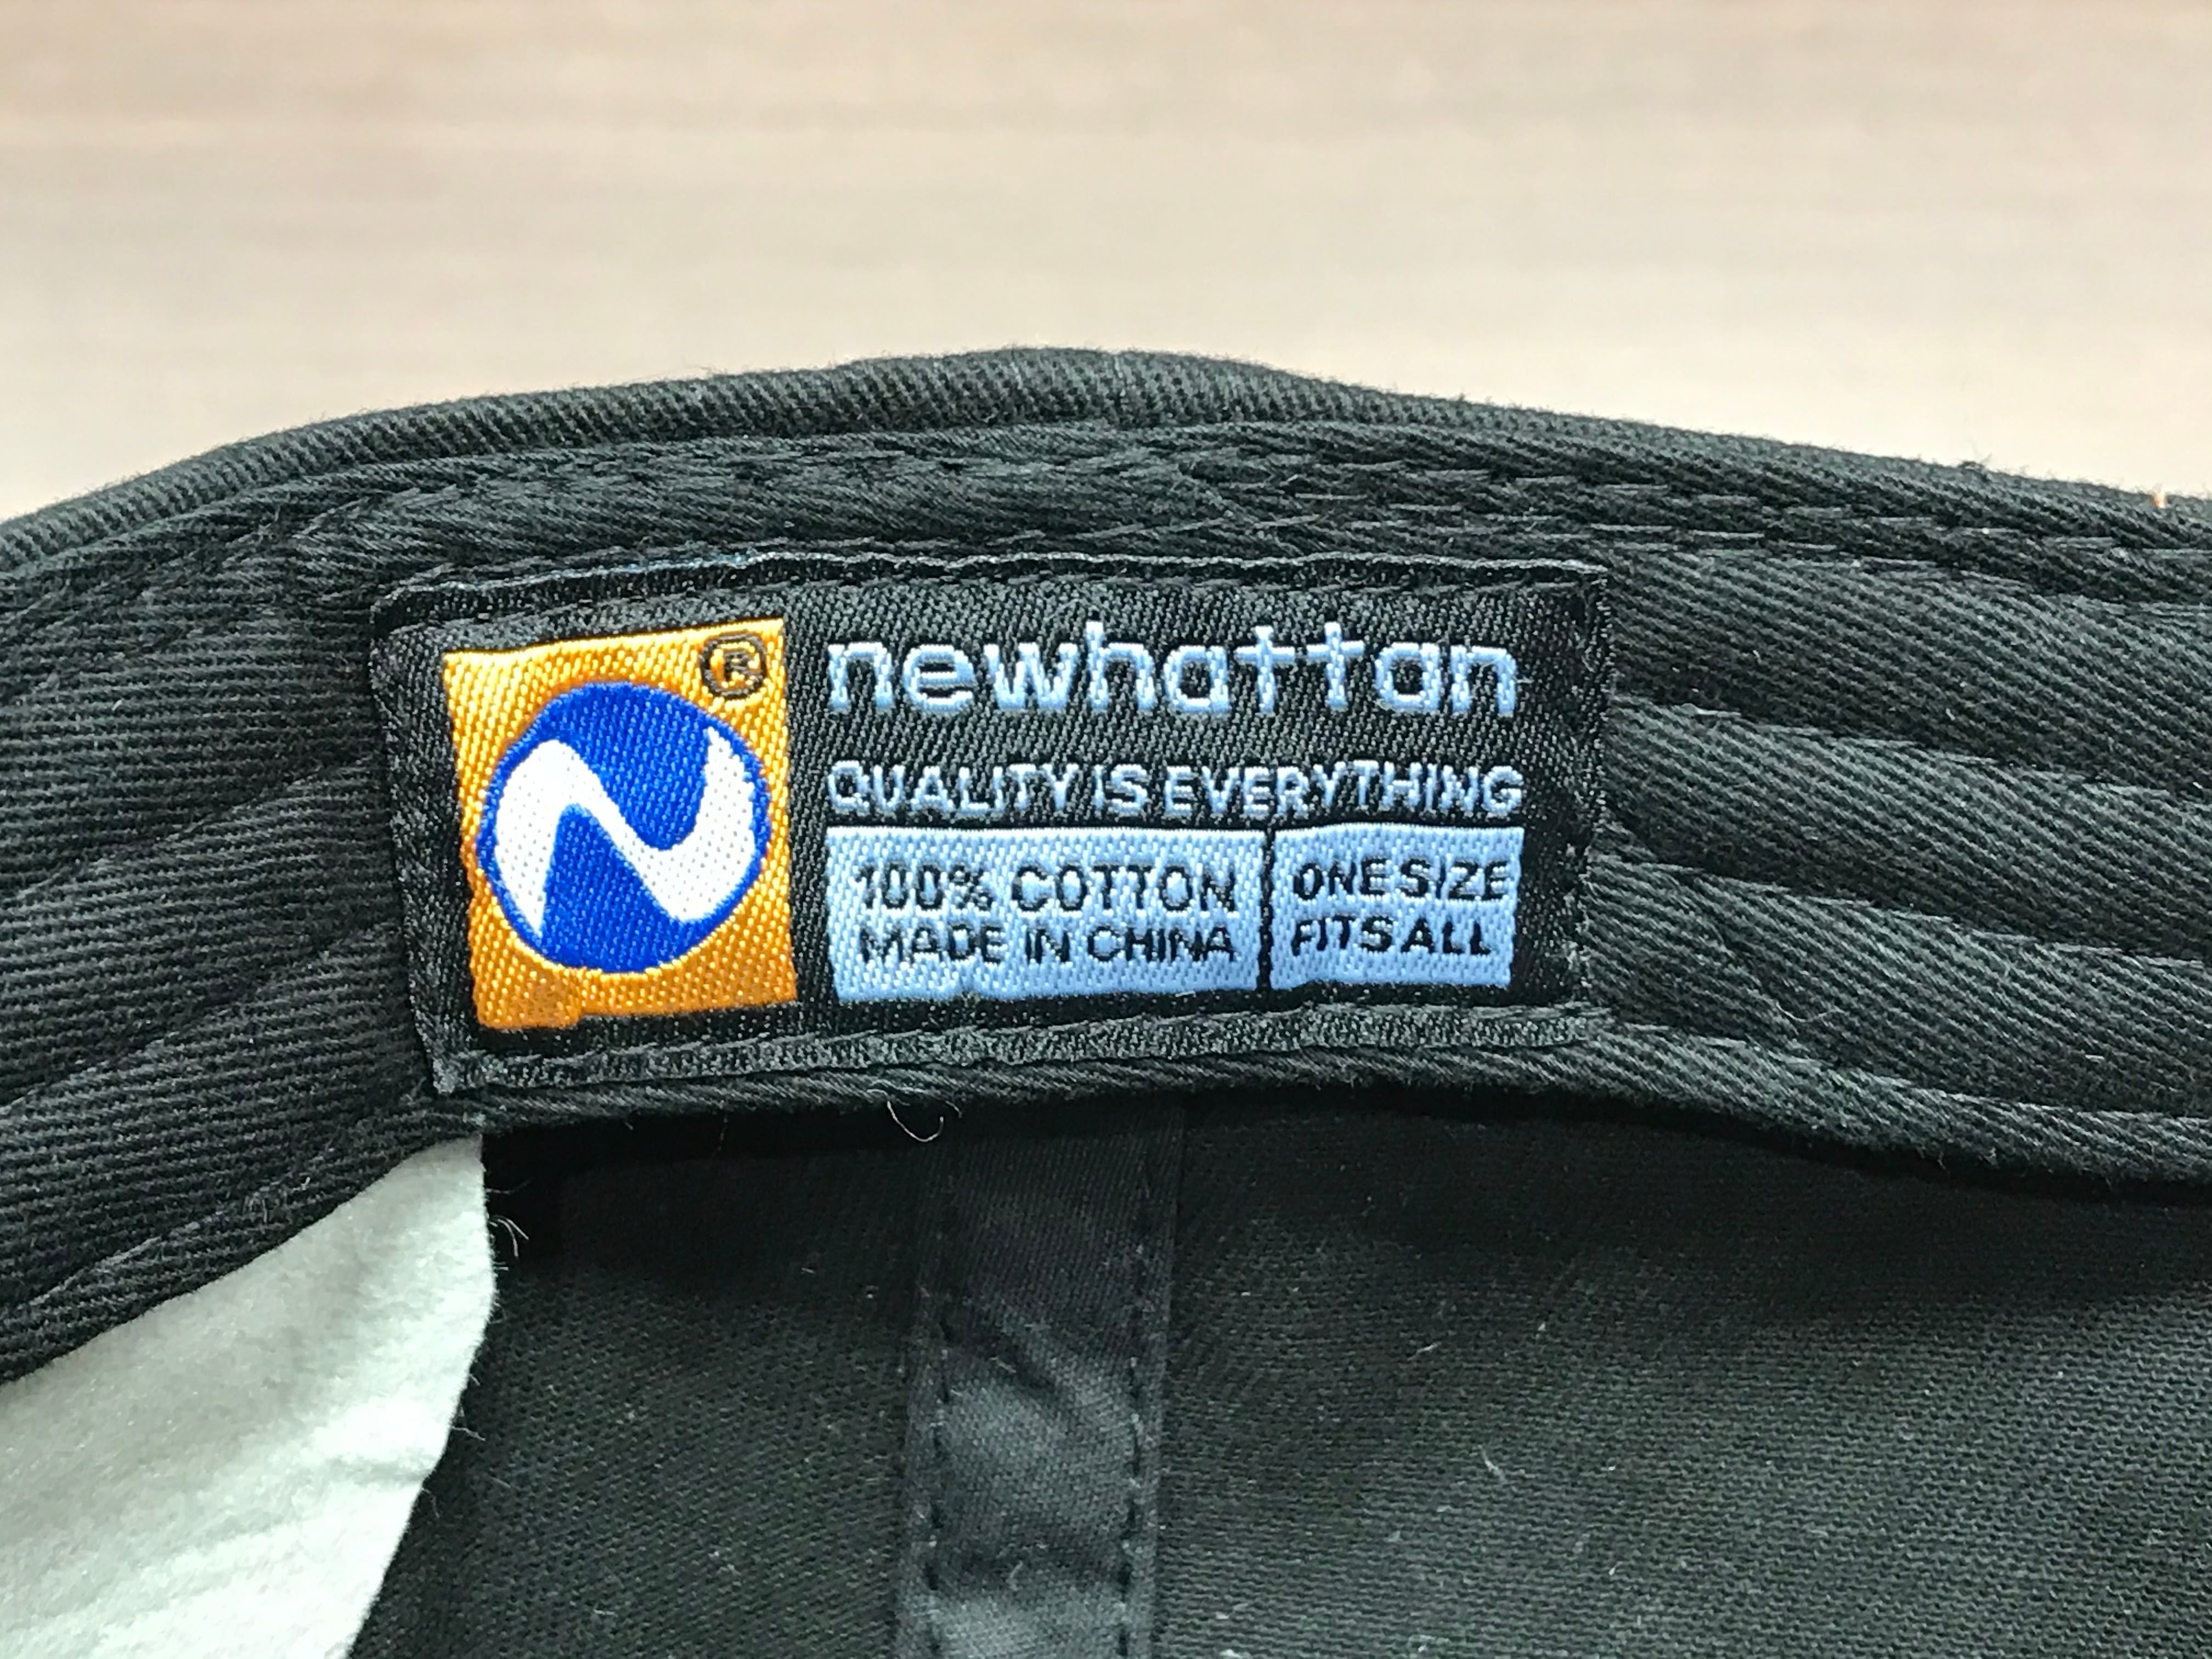 ®
newhattan
QUALITY IS EVERYTHING
100% COTTON
MADE IN CHINA
ONE SIZE
FITS ALL